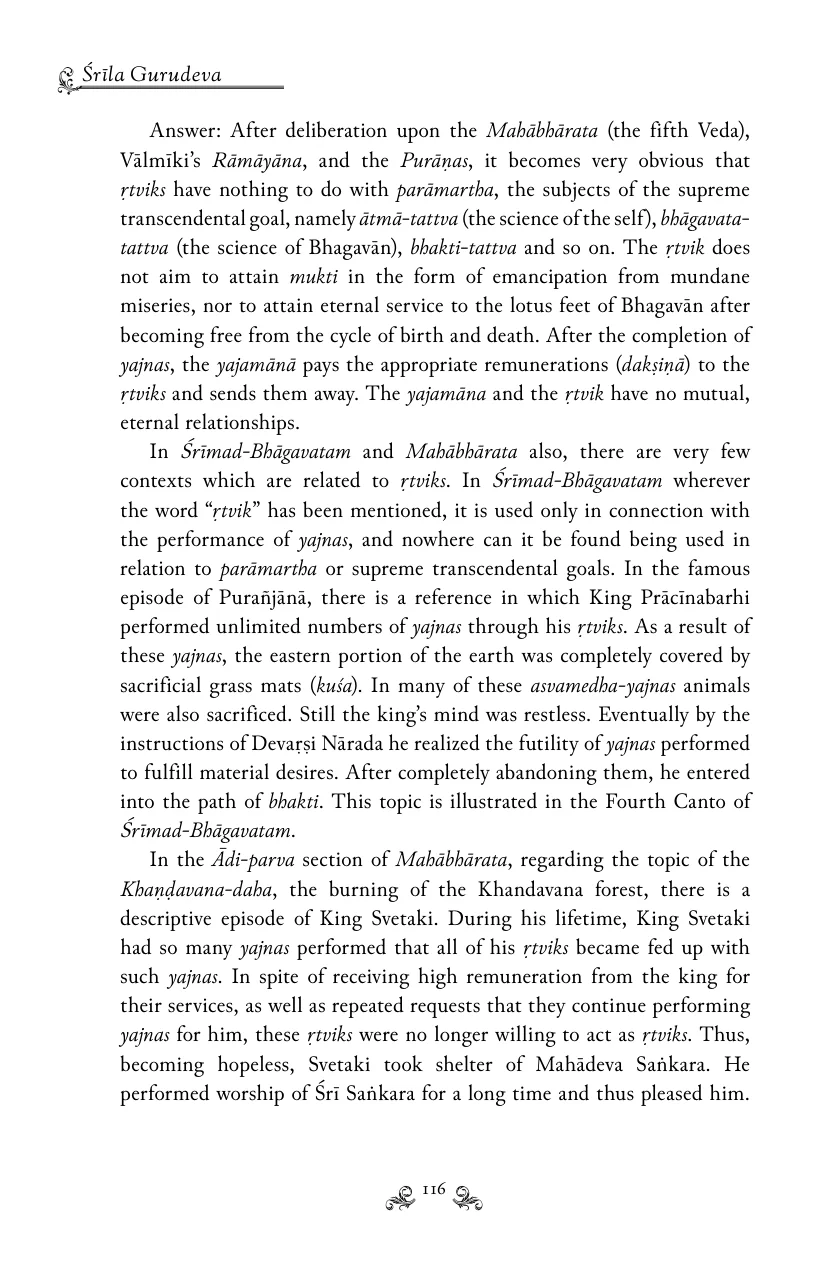 Śrīla Gurudeva
Answer: After deliberation upon the Mahābhārata (the fifth Veda),
Vālmīki’s Rāmāyāna, and the Purāṇas, it becomes very obvious that
ṛtviks have nothing to do with parāmartha, the subjects of the supreme
transcendental goal, namely ātmā-tattva (the science of the self), bhāgavata-
tattva (the science of Bhagavān), bhakti-tattva and so on. The ṛtvik does
not aim to attain mukti in the form of emancipation from mundane
miseries, nor to attain eternal service to the lotus feet of Bhagavān after
becoming free from the cycle of birth and death. After the completion of
yajnas, the yajamānā pays the appropriate remunerations (dakṣiṇā) to the
ṛtviks and sends them away. The yajamāna and the ṛtvik have no mutual,
eternal relationships.
In Śrīmad-Bhāgavatam and Mahābhārata also, there are very few
contexts which are related to ṛtviks. In Śrīmad-Bhāgavatam wherever
the word “ṛtvik” has been mentioned, it is used only in connection with
the performance of yajnas, and nowhere can it be found being used in
relation to parāmartha or supreme transcendental goals. In the famous
episode of Purañjānā, there is a reference in which King Prācīnabarhi
performed unlimited numbers of yajnas through his ṛtviks. As a result of
these yajnas, the eastern portion of the earth was completely covered by
sacrificial grass mats (kuśa). In many of these asvamedha-yajnas animals
were also sacrificed. Still the king’s mind was restless. Eventually by the
instructions of Devaṛṣi Nārada he realized the futility of yajnas performed
to fulfill material desires. After completely abandoning them, he entered
into the path of bhakti. This topic is illustrated in the Fourth Canto of
Śrīmad-Bhāgavatam.
In the Ādi-parva section of Mahābhārata, regarding the topic of the
Khaṇḍavana-daha, the burning of the Khandavana forest, there is a
descriptive episode of King Svetaki. During his lifetime, King Svetaki
had so many yajnas performed that all of his ṛtviks became fed up with
such yajnas. In spite of receiving high remuneration from the king for
their services, as well as repeated requests that they continue performing
yajnas for him, these ṛtviks were no longer willing to act as ṛtviks. Thus,
becoming hopeless, Svetaki took shelter of Mahādeva Saṅkara. He
performed worship of Śrī Saṅkara for a long time and thus pleased him.
116